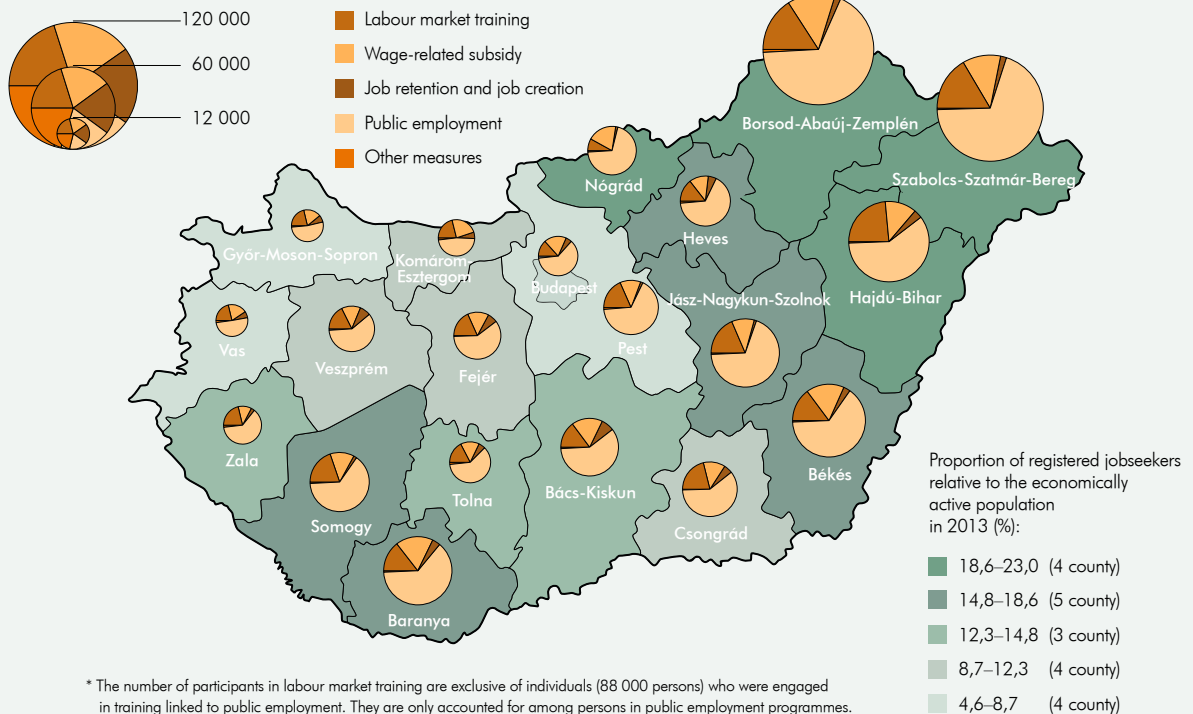 120 000
60 000
12 000
Labour market training
Wage-related subsidy
Job retention and job creation
Public employment
Other measures
Borsod-Abaúj-Zemplén
Szabolcs-Szatmár-Bereg
Nógrád
Heves
Győr-Moson-Sopron
Komárom-
Esztergom
Budapest
Jász-Nagykun-Szolnok
Hajdú-Bihar
Vas
Veszprém
Fejér
Pest
Zala
Somogy
Tolna
Bács-Kiskun
Csongrád
Békés
Baranya
Proportion of registered jobseekers
relative to the economically
active population
in 2013 (%):
18,6–23,0 (4 county)
14,8–18,6 (5 county)
12,3–14,8 (3 county)
8,7–12,3 (4 county)
4,6–8,7 (4 county)
* The number of participants in labour market training are exclusive of individuals (88 000 persons) who were engaged
in training linked to public employment. They are only accounted for among persons in public employment programmes.